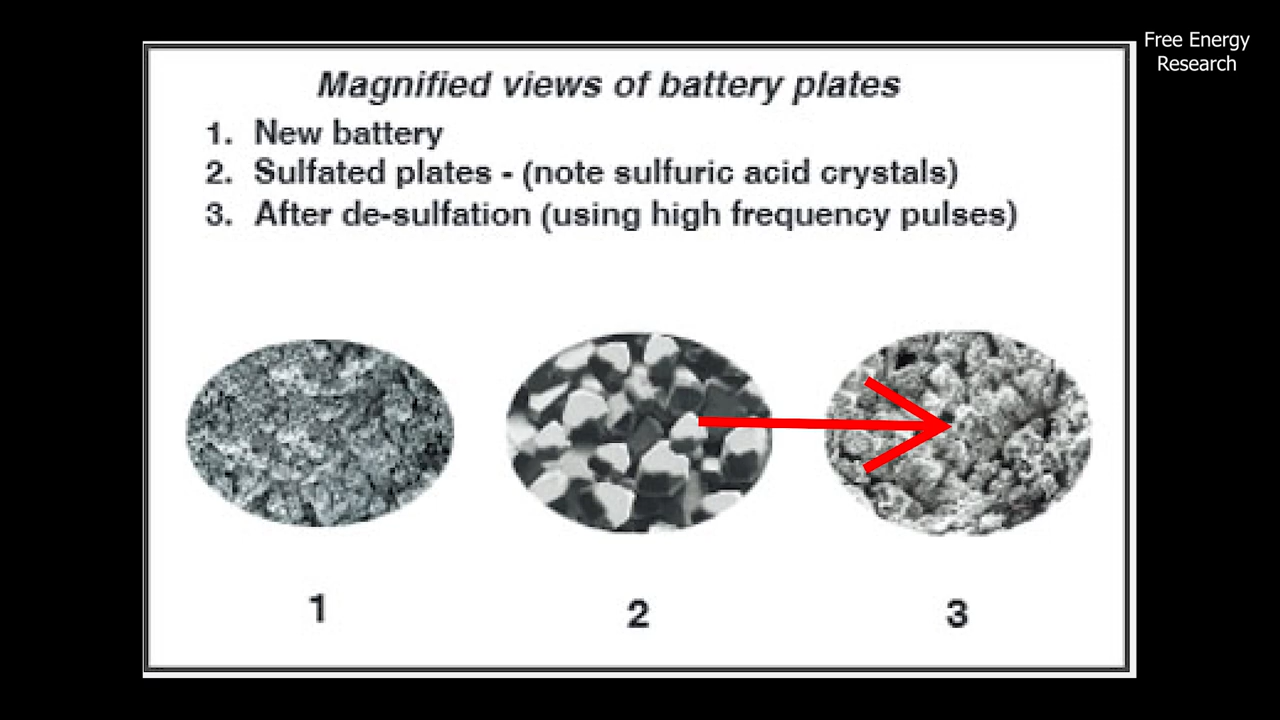 Free Energy
Research
Magnified views of battery plates
1. New battery
2. Sulfated plates - (note sulfuric acid crystals)
3. After de-sulfation (using high frequency pulses)
1
2
3